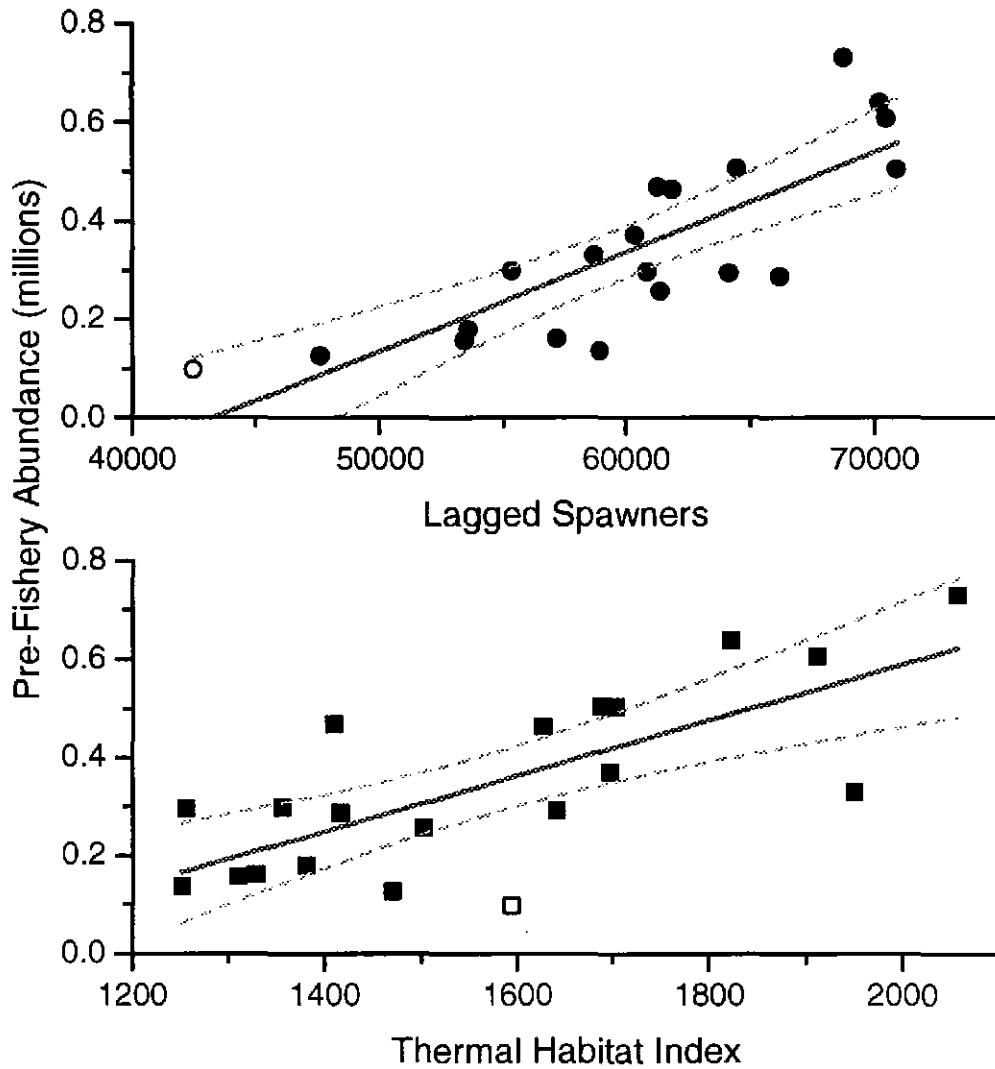 Pre-Fishery Abundance (millions)
0.8
0.6
0.4
0.2
0.0
40000 50000 60000 70000
Lagged Spawners
0.8
0.6
0.4
0.2
0.0
1200 1400 1600 1800 2000
Thermal Habitat Index